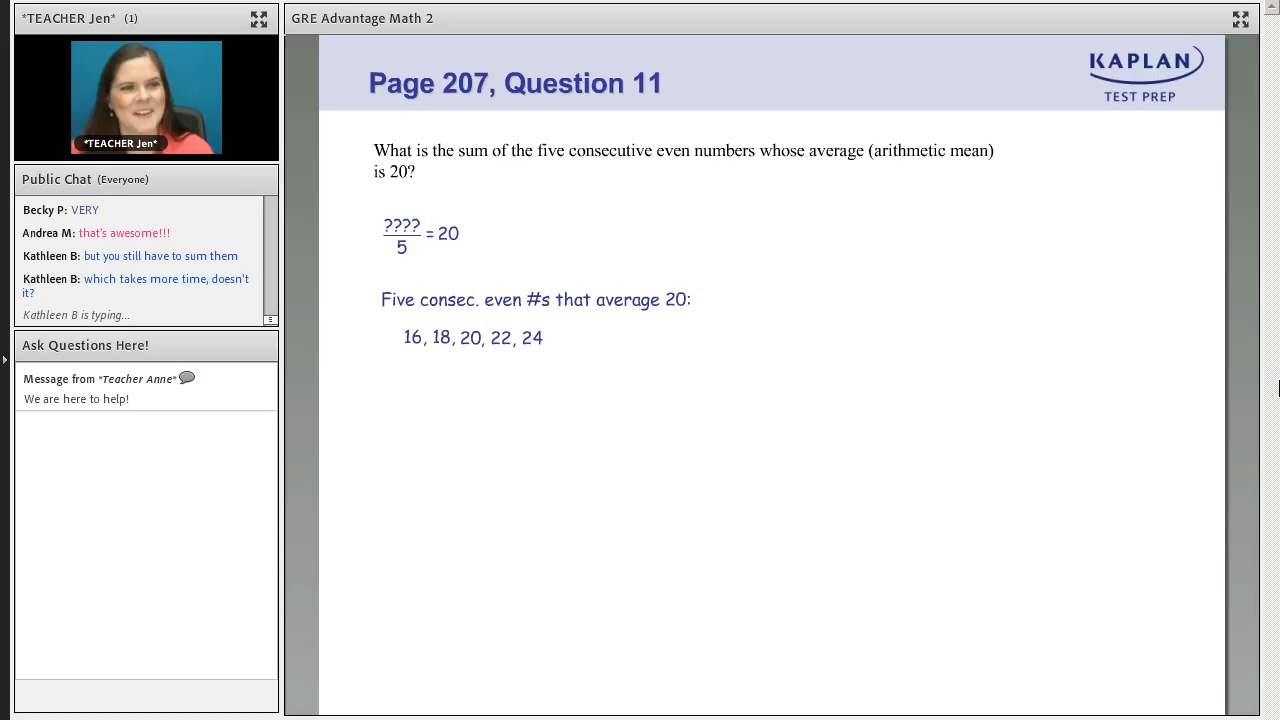 *TEACHER Jen* (1)
*TEACHER Jen*
Public Chat (Everyone)
Becky P: VERY
Andrea M: that's awesome!!!
Kathleen B: but you still have to sum them
Kathleen B: which takes more time, doesn't
it?
Kathleen B is typing...
Ask Questions Here!
Message from *Teacher Anne*
We are here to help!
GRE Advantage Math 2
Page 207, Question 11
KAPLAN
TEST PREP
What is the sum of the five consecutive even numbers whose average (arithmetic mean)
is 20?
????
5
= 20
Five consec. even #s that average 20:
16, 18, 20, 22, 24